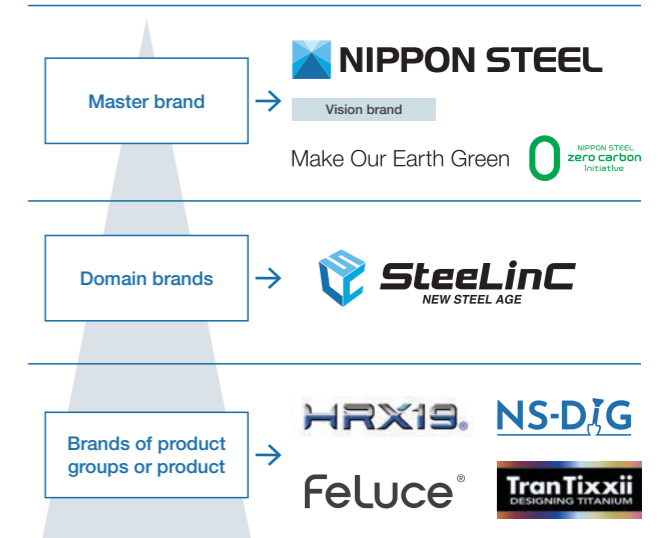 Master brand
NIPPON STEEL
Vision brand
Make Our Earth Green
NIPPON STEEL
zero carbon
initiative
Domain brands
SteeLinC
NEW STEEL AGE
Brands of product
groups or product
HRX19®
NS-DiG
FeLuce®
TranTixxii
DESIGNING TITANIUM